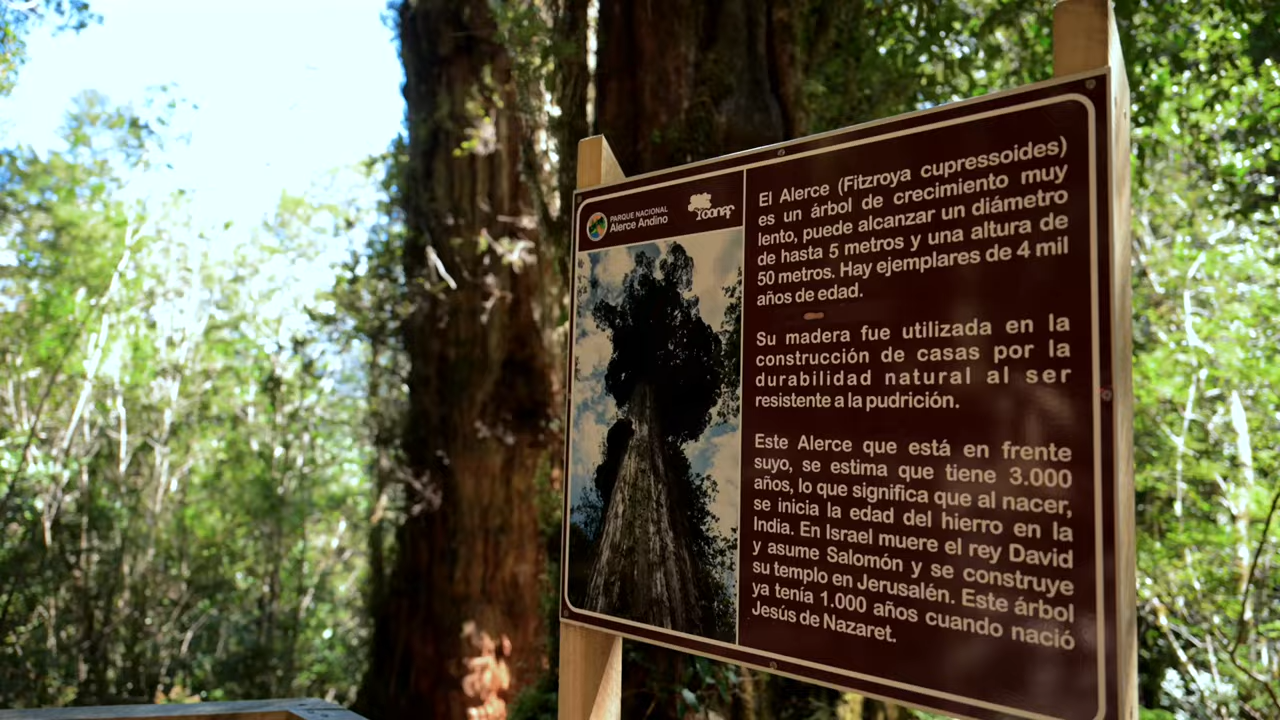 PARQUE NACIONAL
Alerce Andino
conaf
El Alerce (Fitzroya cupressoides)
es un árbol de crecimiento muy
lento, puede alcanzar un diámetro
de hasta 5 metros y una altura de
50 metros. Hay ejemplares de 4 mil
años de edad.
Su madera fue utilizada en la
construcción de casas por la
durabilidad natural al ser
resistente a la pudrición.
Este Alerce que está en frente
suyo, se estima que tiene 3.000
años, lo que significa que al nacer,
se inicia la edad del hierro en la
India. En Israel muere el rey David
y asume Salomón y se construye
su templo en Jerusalén. Este árbol
ya tenía 1.000 años cuando nació
Jesús de Nazaret.